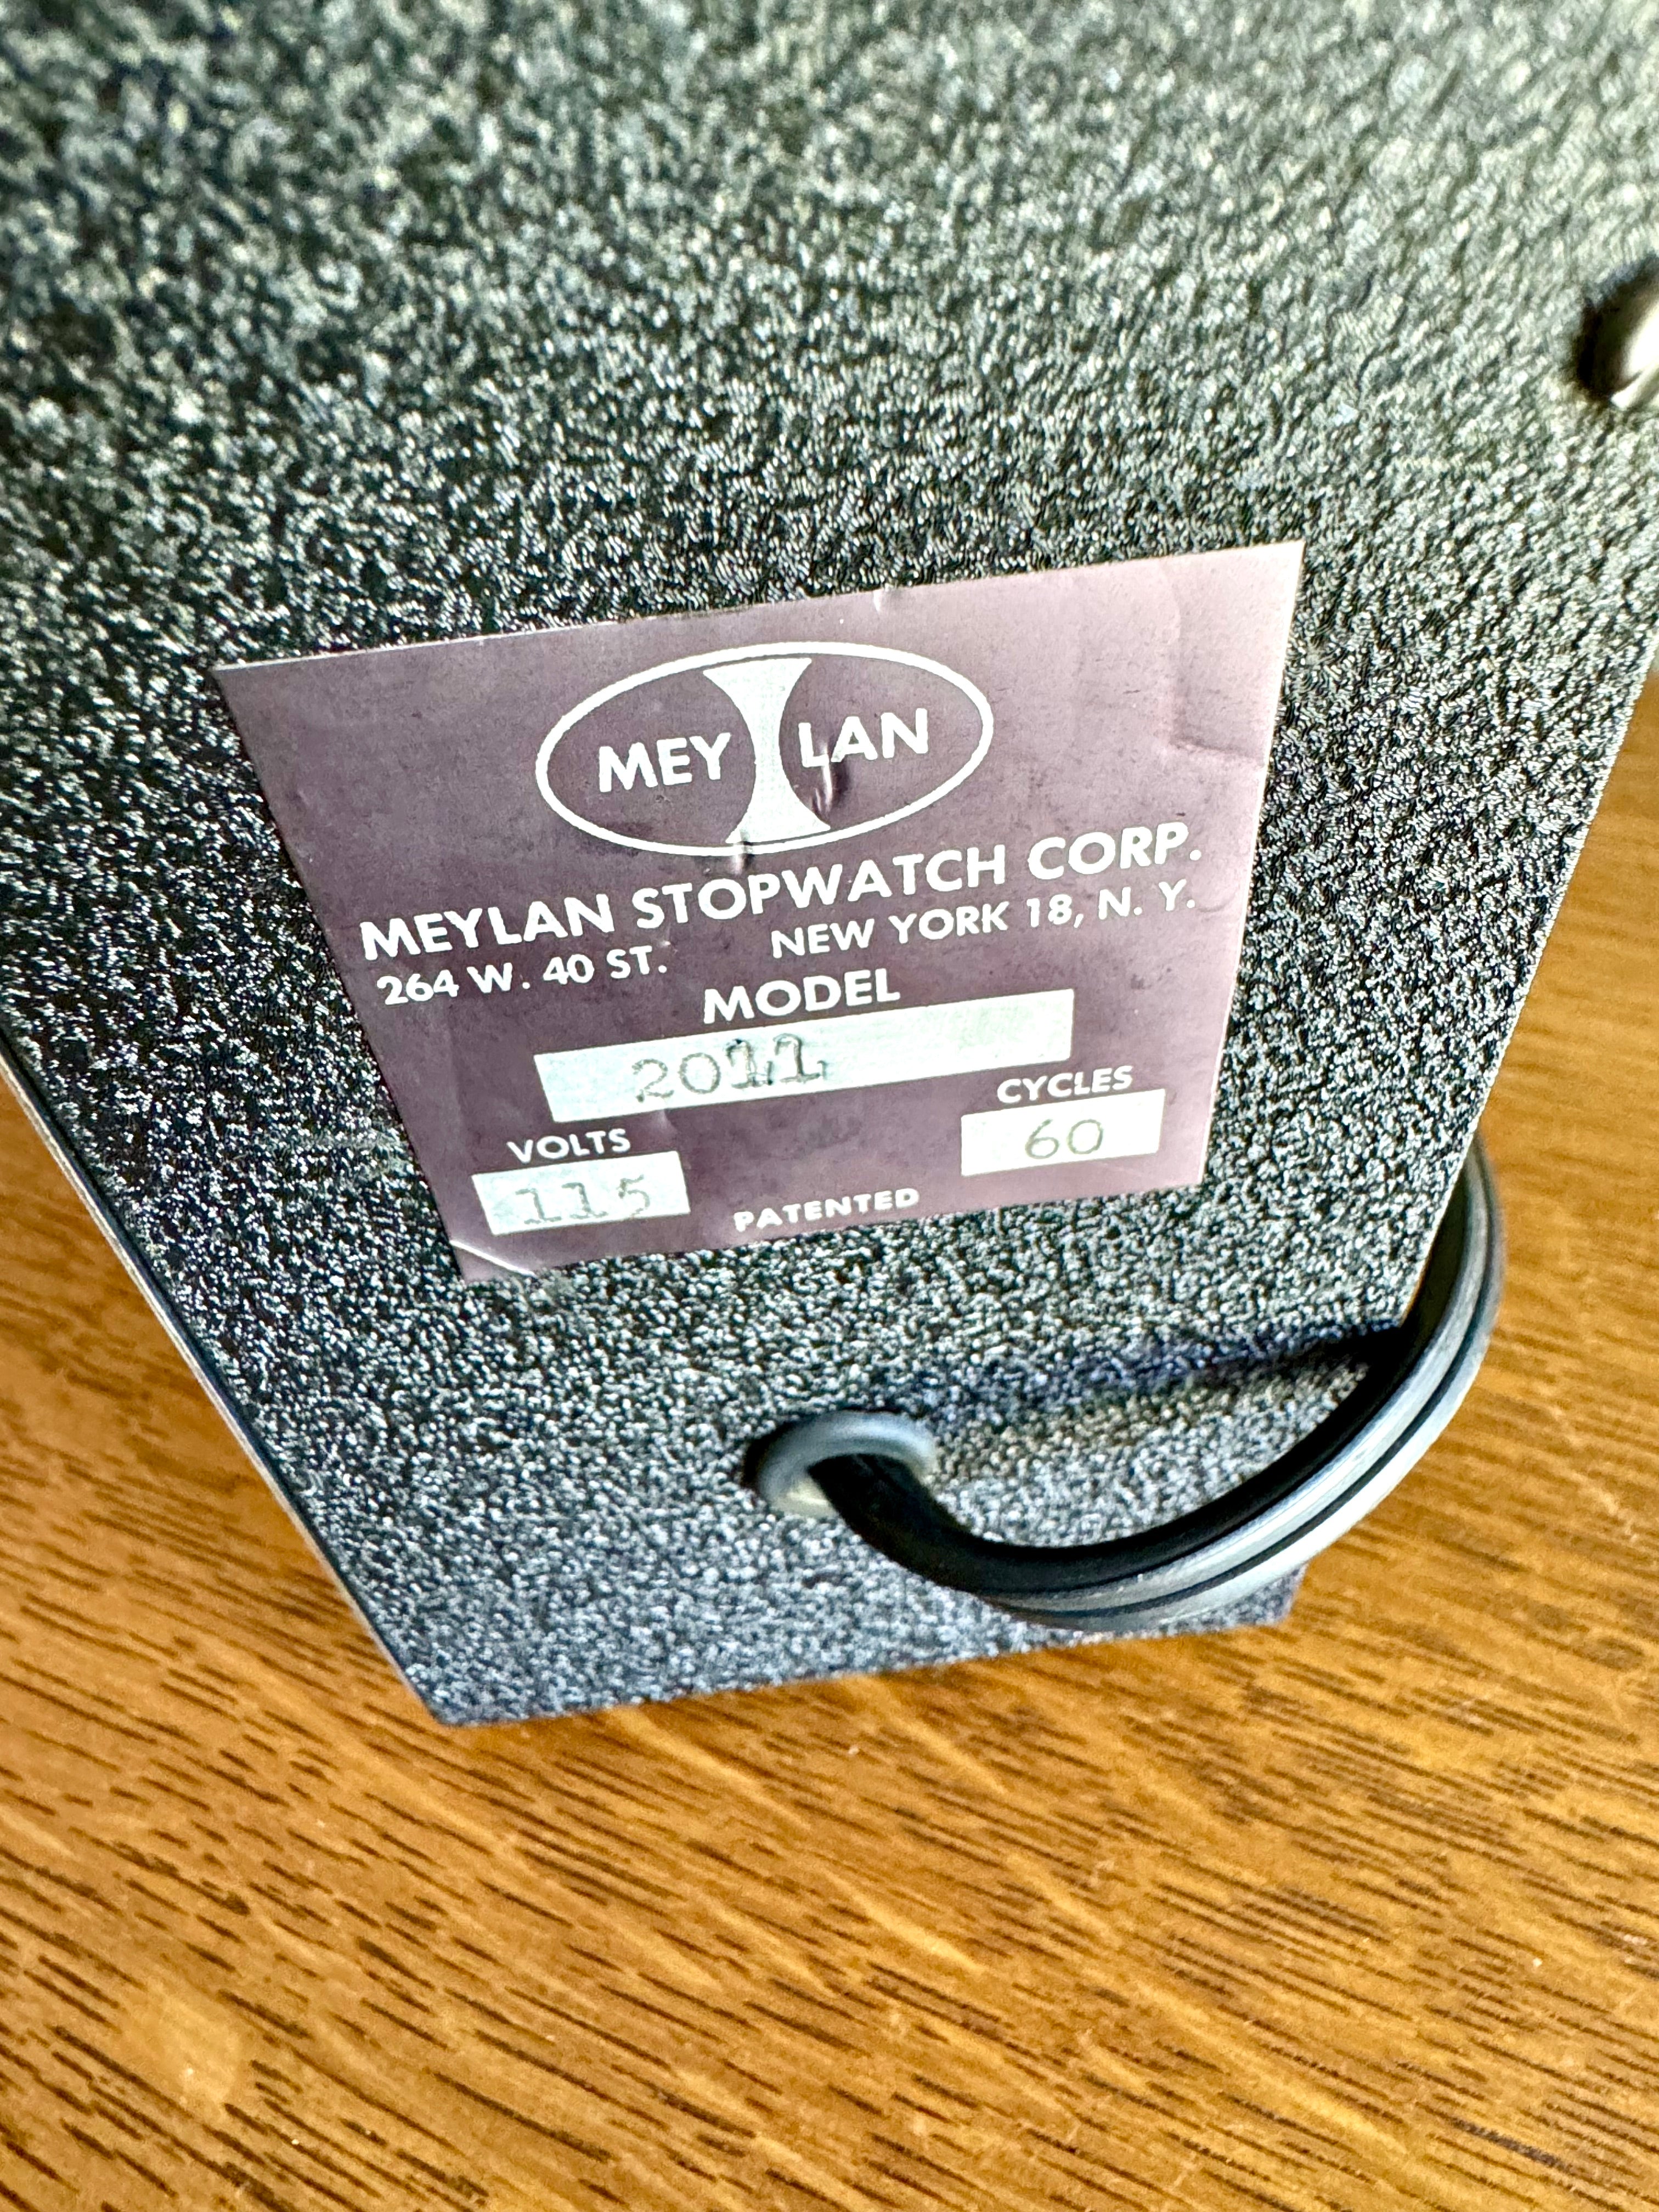 MEY LAN
MEYLAN STOPWATCH CORP.
264 W. 40 ST. NEW YORK 18, N. Y.
MODEL
2011
VOLTS CYCLES
115 60
PATENTED